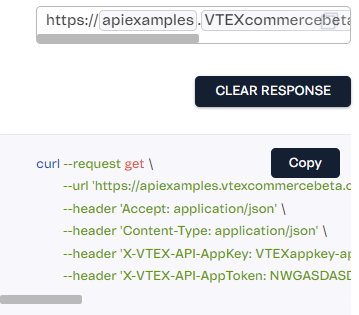 https://apiexamples.VTEXcommercebeta
CLEAR RESPONSE
Copy
curl --request get \
--url 'https://apiexamples.vtexcommercebeta.c
--header 'Accept: application/json' \
--header 'Content-Type: application/json' \
--header 'X-VTEX-API-AppKey: VTEXappkey-ap
--header 'X-VTEX-API-AppToken: NWGASDASD